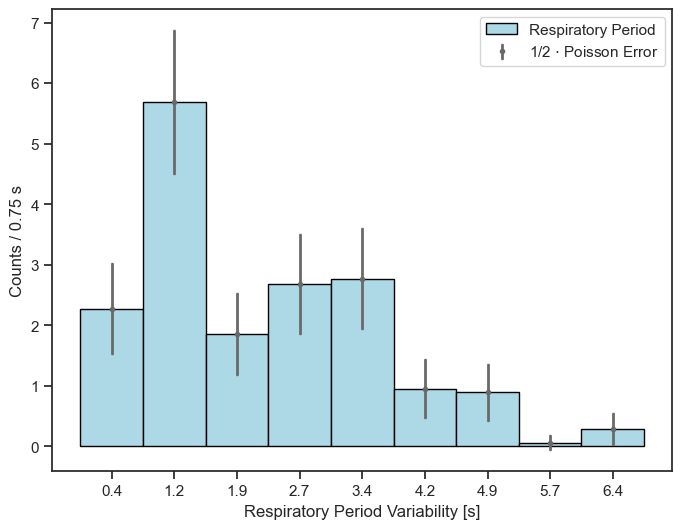 Respiratory Period
1/2 · Poisson Error
Counts / 0.75 s
7
6
5
4
3
2
1
0
0.4 1.2 1.9 2.7 3.4 4.2 4.9 5.7 6.4
Respiratory Period Variability [s]